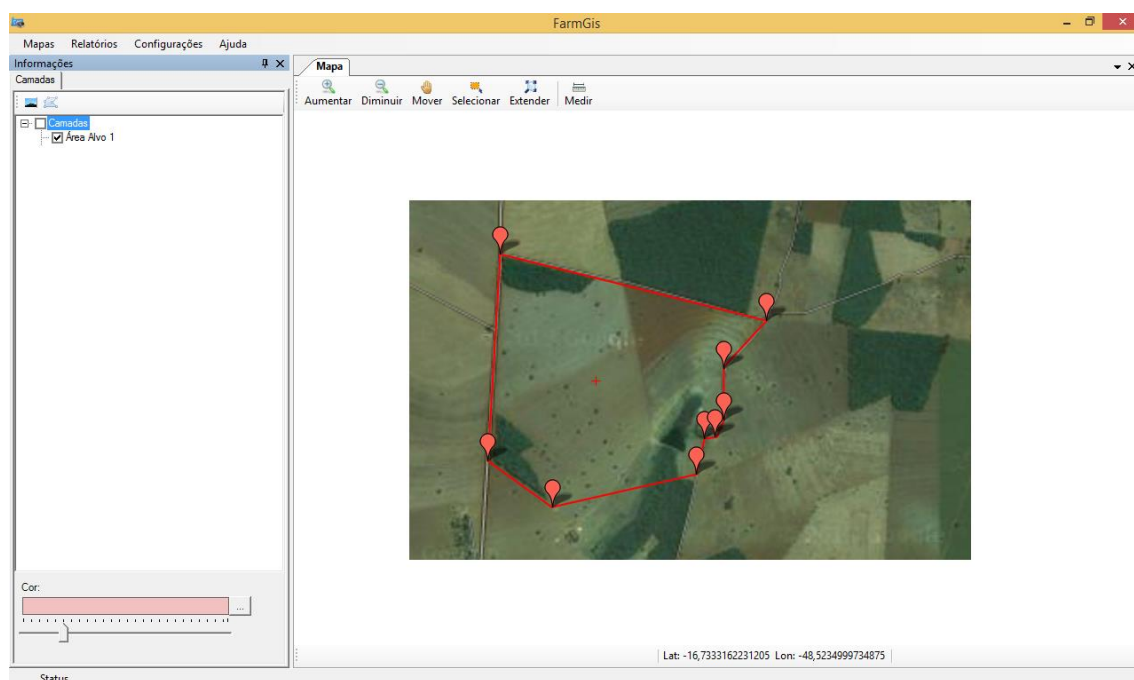 FarmGis
Mapas Relatórios Configurações Ajuda
Informações
Camadas
Camadas
Área Alvo 1
Cor:
...
Mapa
Aumentar Diminuir Mover Selecionar Extender Medir
Lat: -16,7333162231205 Lon: -48,5234999734875
Status